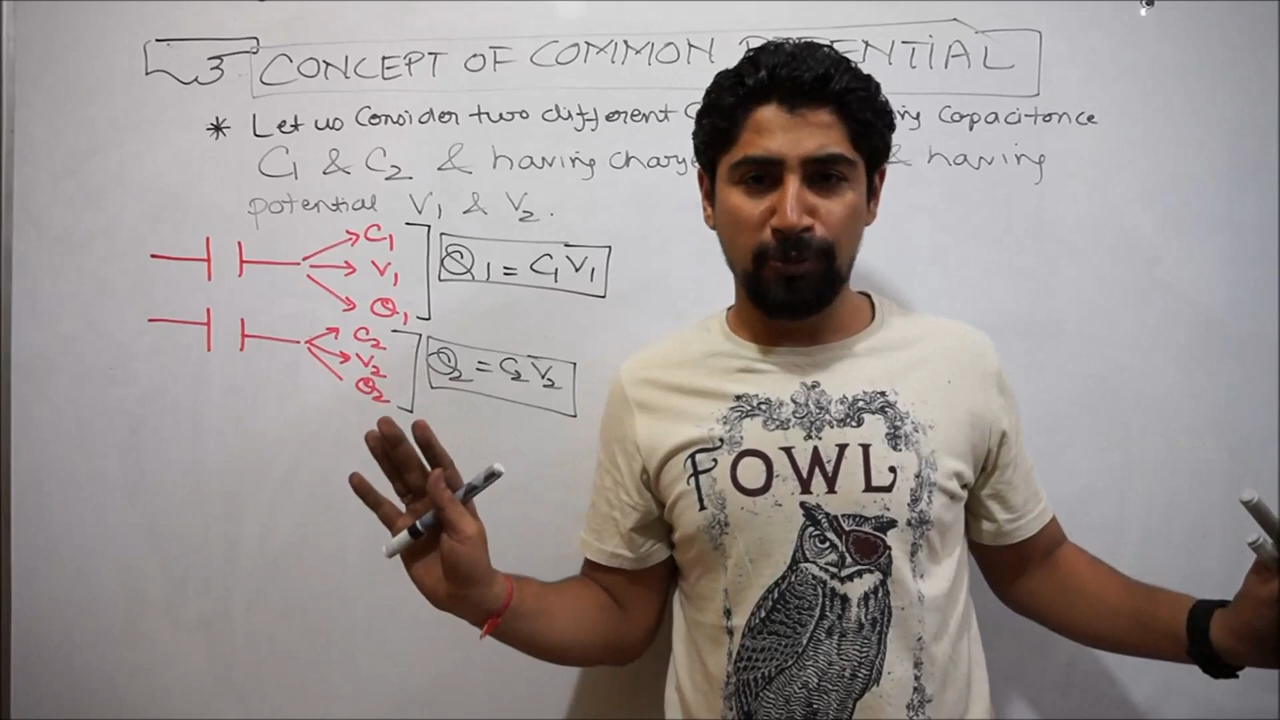 3 CONCEPT OF COMMON POTENTIAL
* Let us Consider two different Capacitance
C1 & C2 & having charge & having
potential V1 & V2.
C1
V1
Q1
Q1 = C1V1
C2
V2
Q2
Q2 = C2V2
FOWL